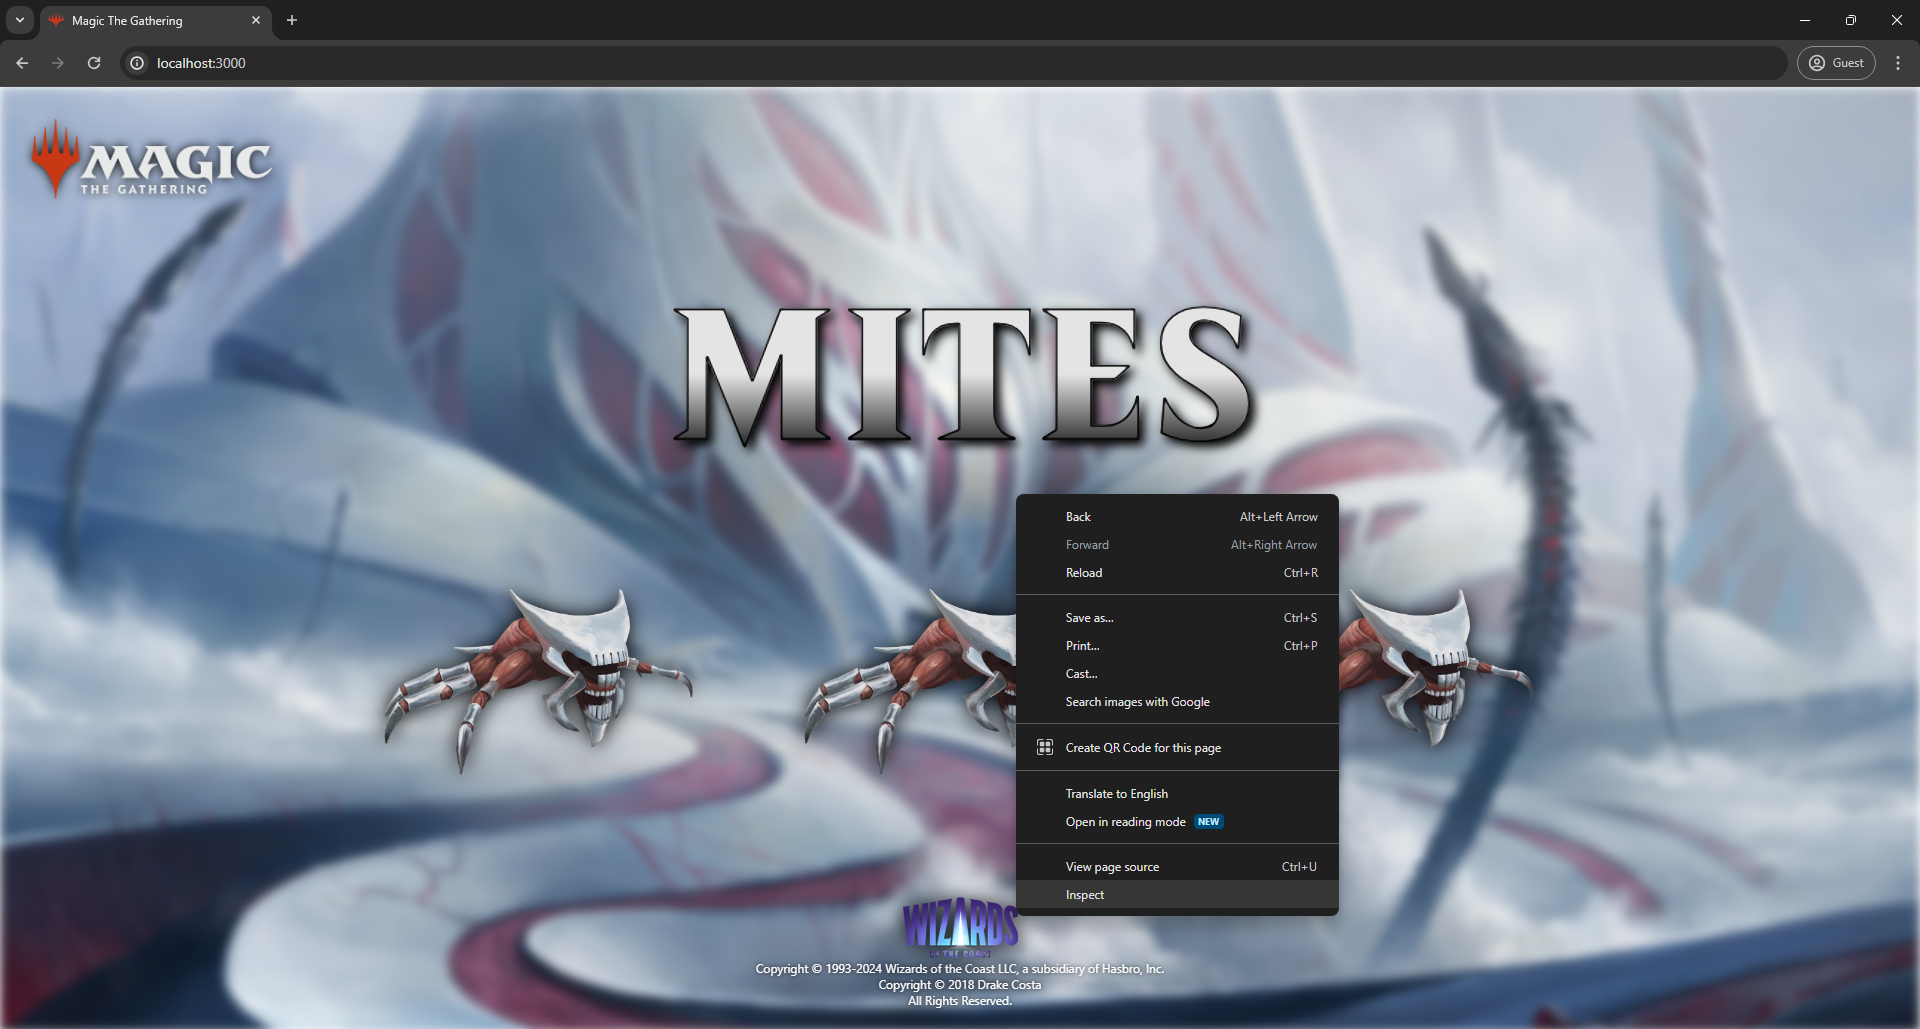 Magic The Gathering
localhost:3000
Guest
MAGIC
THE GATHERING
MITES
Back Alt+Left Arrow
Forward Alt+Right Arrow
Reload Ctrl+R
Save as... Ctrl+S
Print... Ctrl+P
Cast...
Search images with Google
Create QR Code for this page
Translate to English
Open in reading mode NEW
View page source Ctrl+U
Inspect
WIZARDS
OF THE COAST
Copyright © 1993-2024 Wizards of the Coast LLC, a subsidiary of Hasbro, Inc.
Copyright © 2018 Drake Costa
All Rights Reserved.